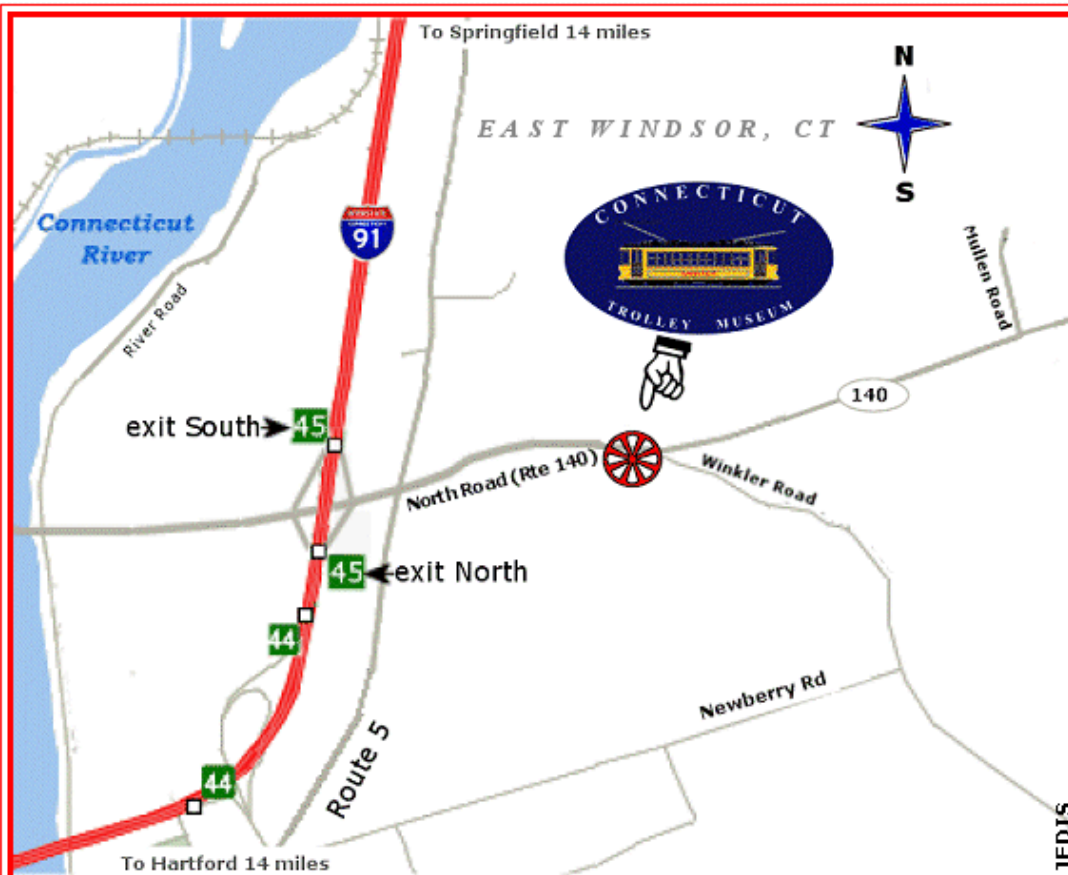 To Springfield 14 miles
N
EAST WINDSOR, CT
S
CONNECTICUT
TROLLEY MUSEUM
Connecticut
River
91
Mullen Road
River Road
140
exit South
45
North Road (Rte 140)
Winkler Road
45
exit North
44
Newberry Rd
Route 5
44
JEDIS
To Hartford 14 miles